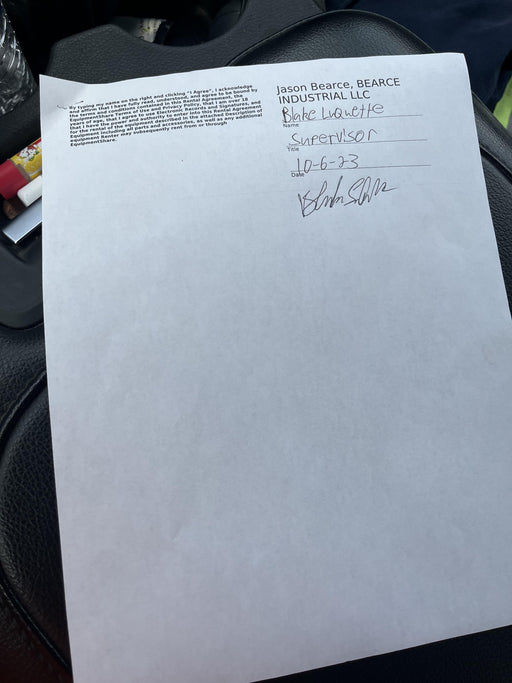 By typing my name on the right and clicking "I Agree", I acknowledge
and affirm that I have fully read, understand, and agree to be bound by
the terms and conditions contained in this Rental Agreement, the
EquipmentShare Terms of Use and Privacy Policy, that I am over 18
years of age, that I agree to use Electronic Records and Signatures, and
that I have the power and authority to enter into this Rental Agreement
for the rental of the equipment described in the attached Description of
Equipment including all parts and accessories, as well as any additional
equipment Renter may subsequently rent from or through
EquipmentShare.
Jason Bearce, BEARCE
INDUSTRIAL LLC
Blake Luquette
Name
Supervisor
Title
10-6-23
Date